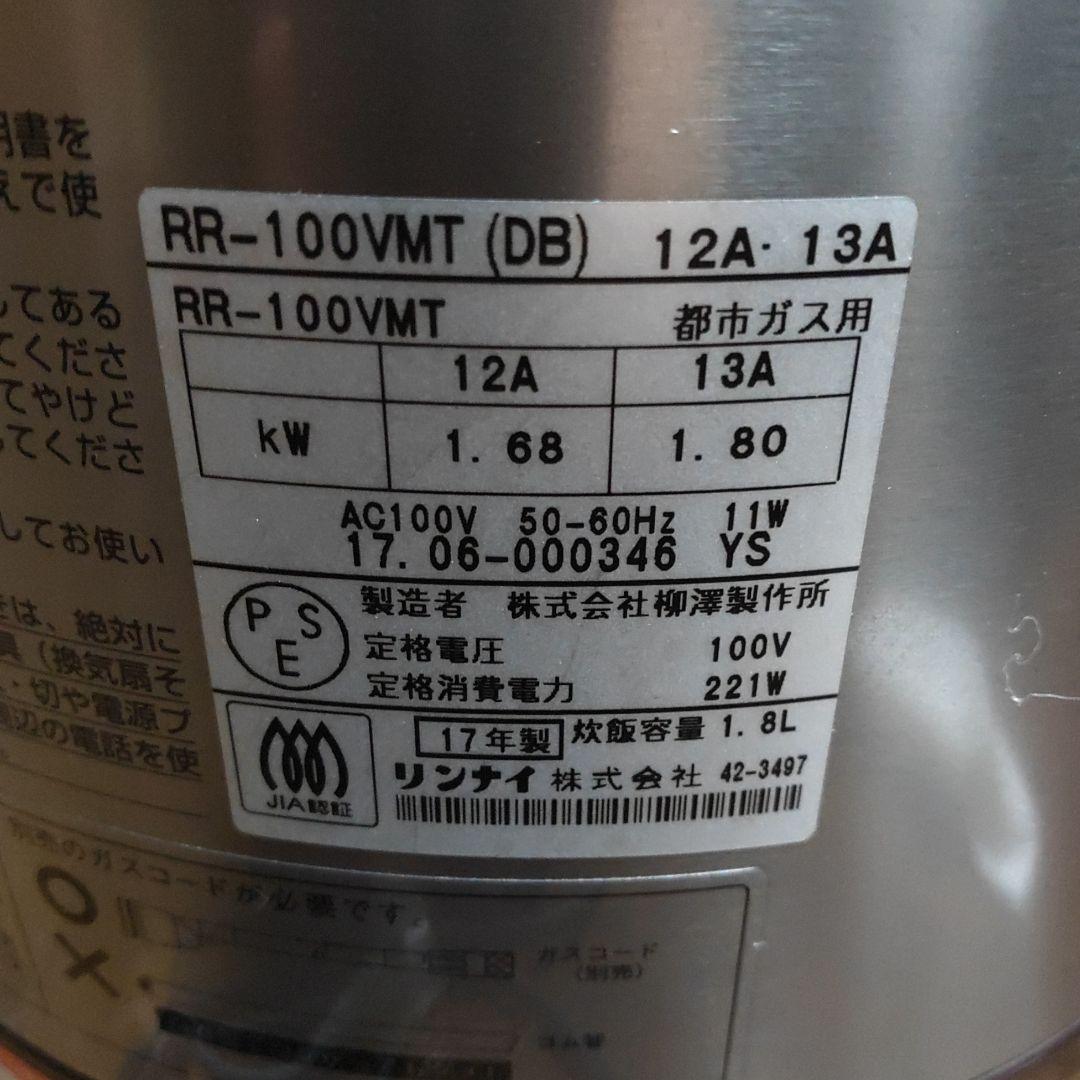 明書を
えで使
してある
てくださ
てやけど
してくださ
してお使い
は、絶対に
具（換気扇そ
・切や電源プ
周辺の電話を使
RR-100VMT (DB) 12A・13A
RR-100VMT 都市ガス用
12A 13A
kW 1.68 1.80
AC100V 50-60Hz 11W
17.06-000346 YS
PSE
製造者 株式会社柳澤製作所
定格電圧 100V
定格消費電力 221W
17年製 炊飯容量 1.8L
JIA認証
リンナイ株式会社 42-3497
別売のガスコードが必要です。
ガスコード
(別売)